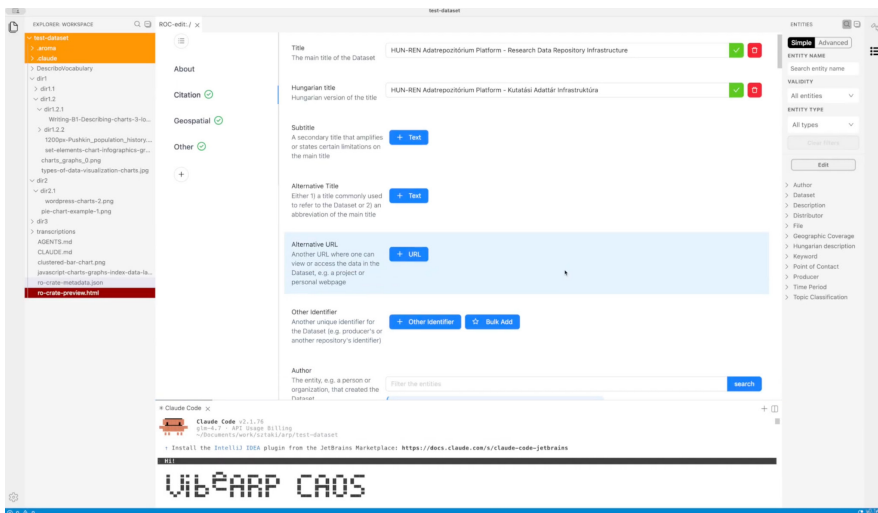 test-dataset
EXPLORER: WORKSPACE
test-dataset
.arome
.claude
DescriboVocabulary
dir1
dir1.1
dir1.2
dir1.2.1
Writing-B1-Describing-charts-3-lo...
dir1.2.2
1200px-Pushkin_population_history....
set-elements-chart-infographics-gr...
charts_graphs_0.png
types-of-data-visualization-charts.jpg
dir2
dir2.1
wordpress-charts-2.png
pie-chart-example-1.png
dir3
transcriptions
AGENTS.md
CLAUDE.md
clustered-bar-chart.png
javascript-charts-graphs-index-data-la...
ro-crate-metadata.json
ro-crate-preview.html
ROC-edit:/ ×
About
Citation
Geospatial
Other
Title
The main title of the Dataset
HUN-REN Adatrepozitórium Platform - Research Data Repository Infrastructure
Hungarian title
Hungarian version of the title
HUN-REN Adatrepozitórium Platform - Kutatási Adattár Infrastruktúra
Subtitle
A secondary title that amplifies
or states certain limitations on
the main title
+ Text
Alternative Title
Either 1) a title commonly used
to refer to the Dataset or 2) an
abbreviation of the main title
+ Text
Alternative URL
Another URL where one can
view or access the data in the
Dataset, e.g. a project or
personal webpage
+ URL
Other Identifier
Another unique identifier for
the Dataset (e.g. producer's or
another repository's identifier)
+ Other Identifier
Bulk Add
Author
The entity, e.g. a person or
organization, that created the
Dataset
Filter the entities
search
Claude Code ×
Claude Code v2.1.76
glm-4.7 · API Usage Billing
~/Documents/work/sztaki/arp/test-dataset
↑ Install the IntelliJ IDEA plugin from the JetBrains Marketplace: https://docs.claude.com/s/claude-code-jetbrains
Hi!
VibeARP CAOS
ENTITIES
Simple Advanced
ENTITY NAME
Search entity name
VALIDITY
All entities
ENTITY TYPE
All types
Edit
Author
Dataset
Description
Distributor
File
Geographic Coverage
Hungarian description
Keyword
Point of Contact
Producer
Time Period
Topic Classification